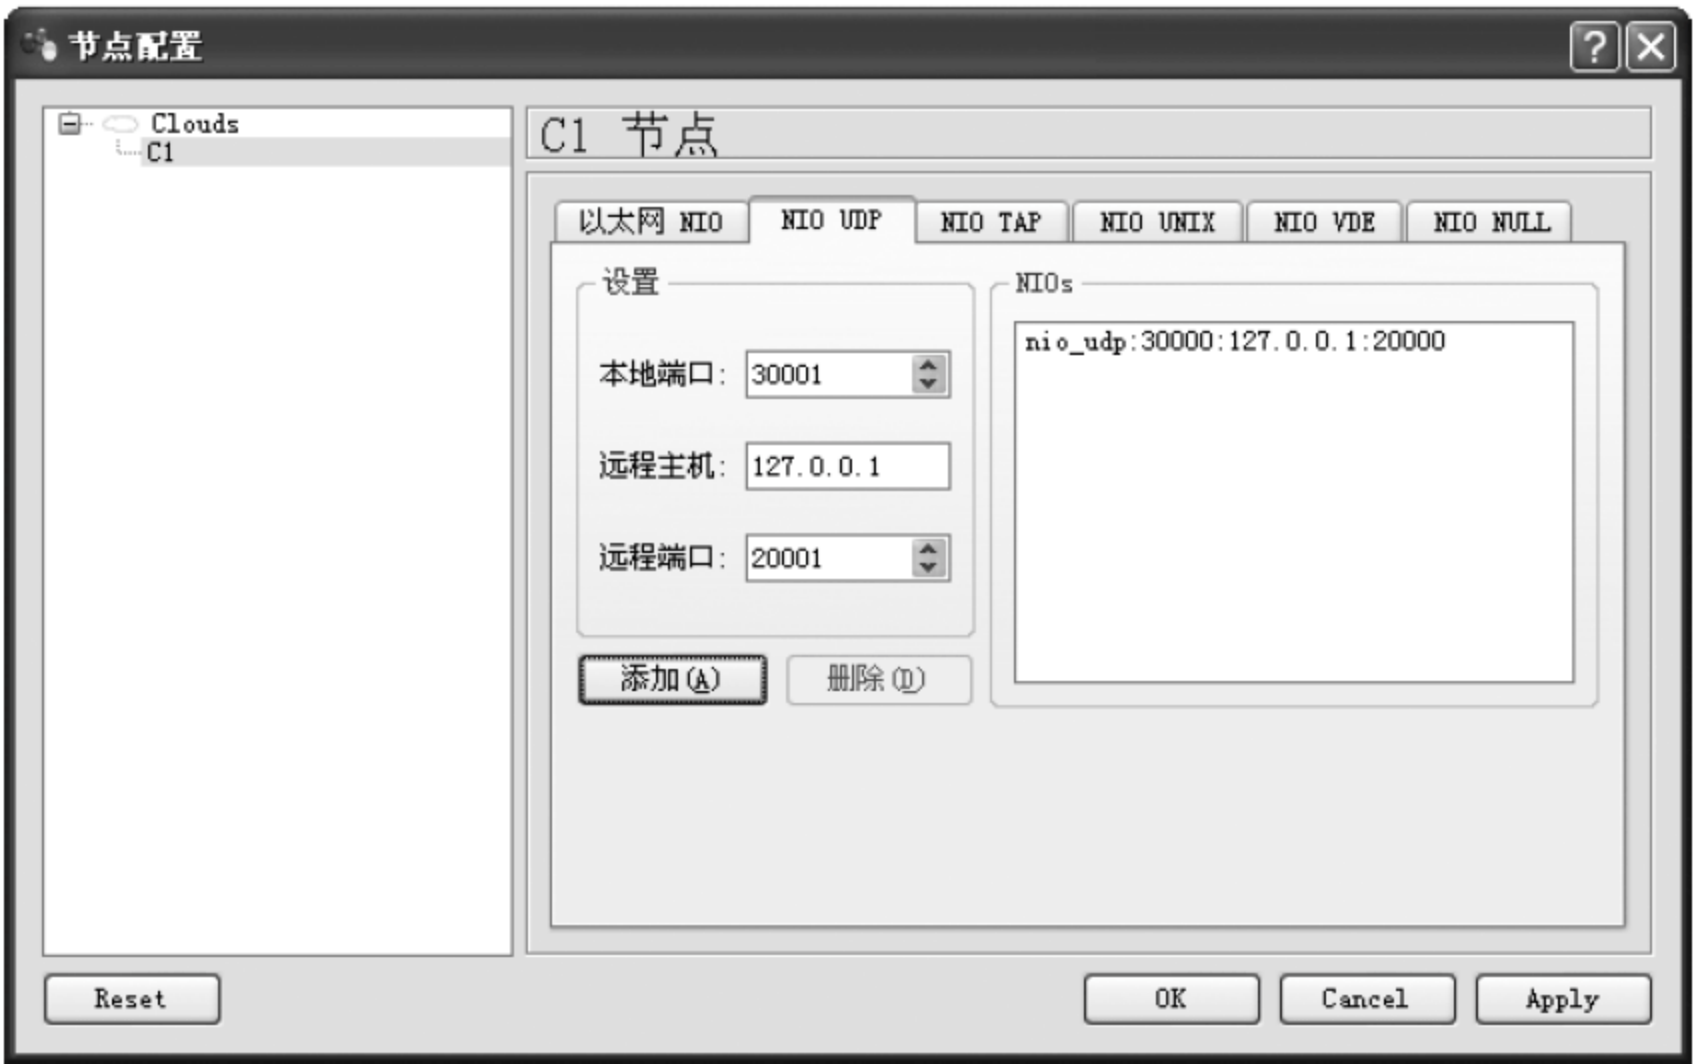 节点配置
Clouds
C1
C1 节点
以太网 NIO
NIO UDP
NIO TAP
NIO UNIX
NIO VDE
NIO NULL
设置
本地端口: 30001
远程主机: 127.0.0.1
远程端口: 20001
添加(A)
删除(D)
NIOs
nio_udp:30000:127.0.0.1:20000
Reset
OK
Cancel
Apply